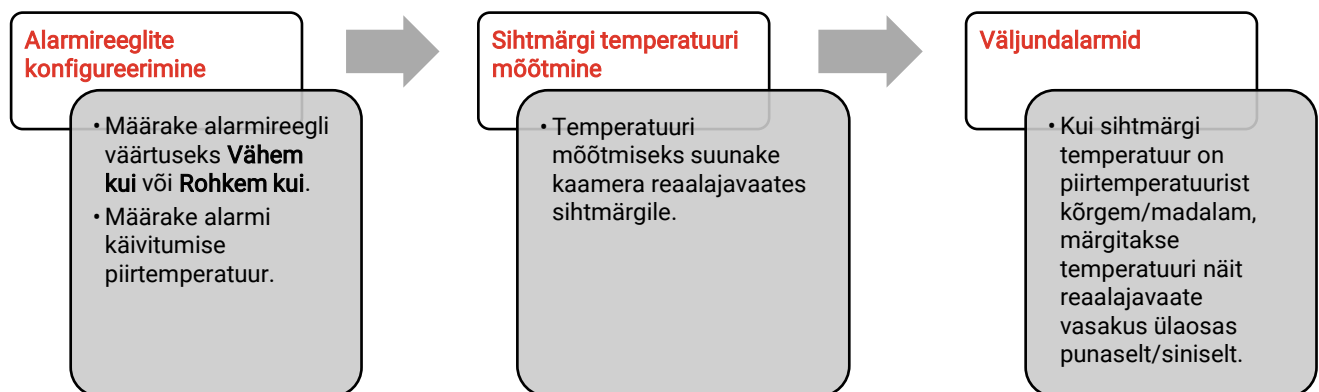 Alarmireeglite
konfigureerimine
• Määrake alarmireegli
väärtuseks Vähem
kui või Rohkem kui.
• Määrake alarmi
käivitumise
piirtemperatuur.
Sihtmärgi temperatuuri
mõõtmine
• Temperatuuri
mõõtmiseks suunake
kaamera reaalajavaates
sihtmärgile.
Väljundalarmid
• Kui sihtmärgi
temperatuur on
piirtemperatuurist
kõrgem/madalam,
märgitakse
temperatuuri näit
reaalajavaate
vasakus ülaosas
punaselt/siniselt.